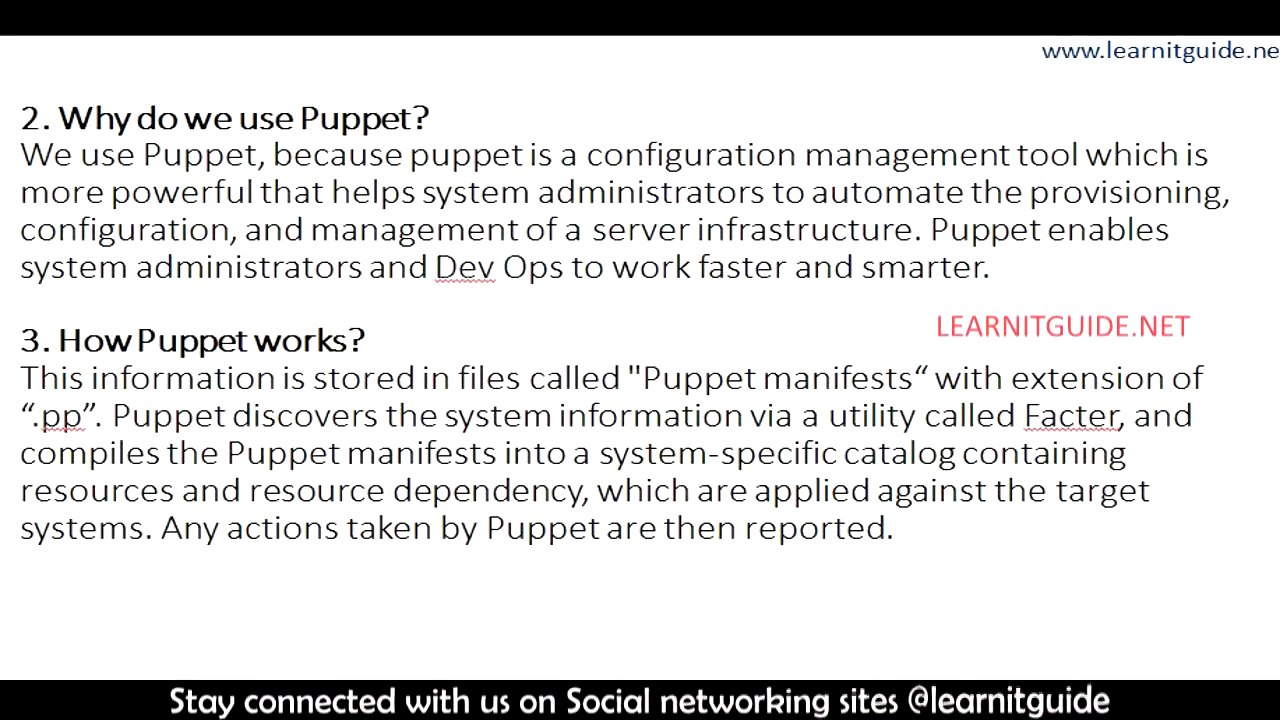 www.learnitguide.ne
2. Why do we use Puppet?
We use Puppet, because puppet is a configuration management tool which is
more powerful that helps system administrators to automate the provisioning,
configuration, and management of a server infrastructure. Puppet enables
system administrators and Dev Ops to work faster and smarter.
LEARNITGUIDE.NET
3. How Puppet works?
This information is stored in files called "Puppet manifests“ with extension of
“.pp”. Puppet discovers the system information via a utility called Facter, and
compiles the Puppet manifests into a system-specific catalog containing
resources and resource dependency, which are applied against the target
systems. Any actions taken by Puppet are then reported.
Stay connected with us on Social networking sites @learnitguide